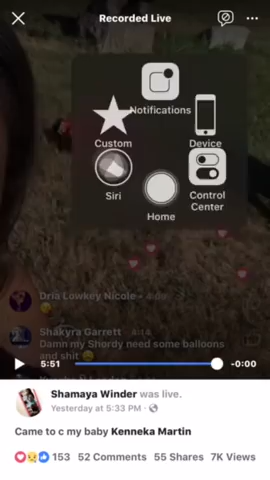 Recorded Live
Notifications
Custom
Device
Siri
Control
Center
Home
Dria Lowkey Nicole
Shakyra Garrett
Damn my Shordy need some balloons
and shit
5:51
-0:00
Shamaya Winder was live.
Yesterday at 5:33 PM
Came to c my baby Kenneka Martin
153 52 Comments 55 Shares 7K Views